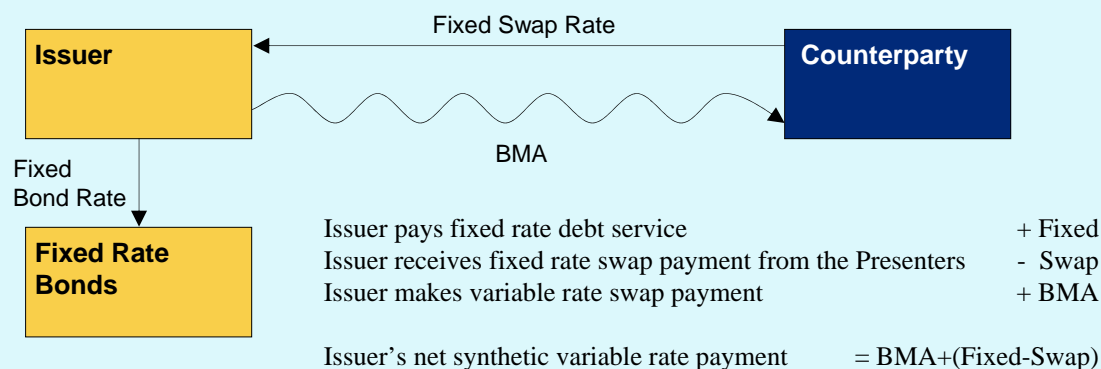 Fixed Swap Rate
Issuer
Counterparty
BMA
Fixed
Bond Rate
Fixed Rate
Bonds
Issuer pays fixed rate debt service + Fixed
Issuer receives fixed rate swap payment from the Presenters - Swap
Issuer makes variable rate swap payment + BMA
Issuer's net synthetic variable rate payment = BMA+(Fixed-Swap)